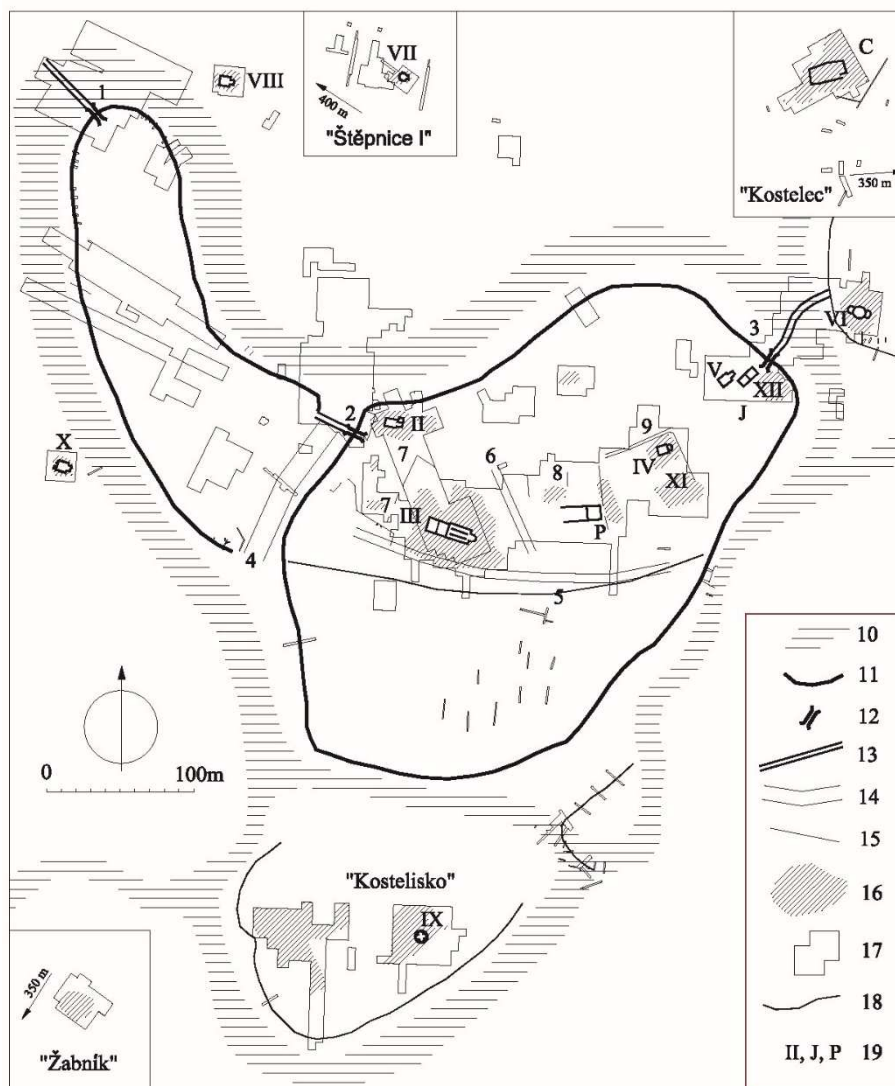 VII
400 m
"Štěpnice I"
C
350 m
"Kostelec"
1
VIII
3
VI
V
XII
J
2
II
X
7
9
6
8
IV
XI
7
III
P
4
5
0 100m
"Kostelisko"
IX
350 m
"Žabník"
10
11
12
13
14
15
16
17
18
II, J, P 19